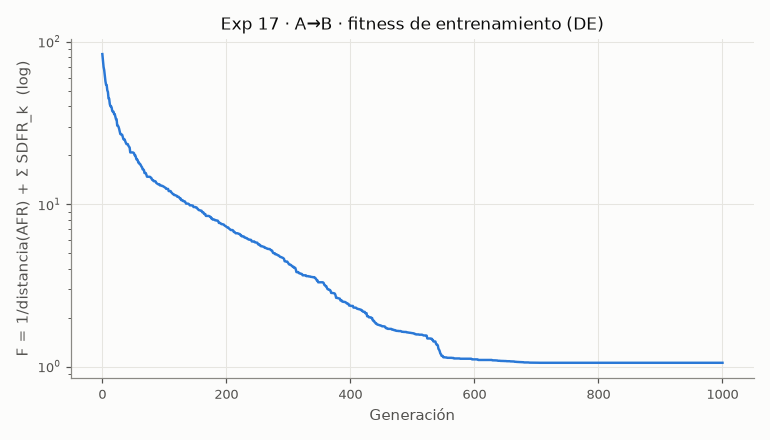 Exp 17 · A→B · fitness de entrenamiento (DE)
F = 1/distancia(AFR) + Σ SDFR_k (log)
10²
10¹
10⁰
0 200 400 600 800 1000
Generación